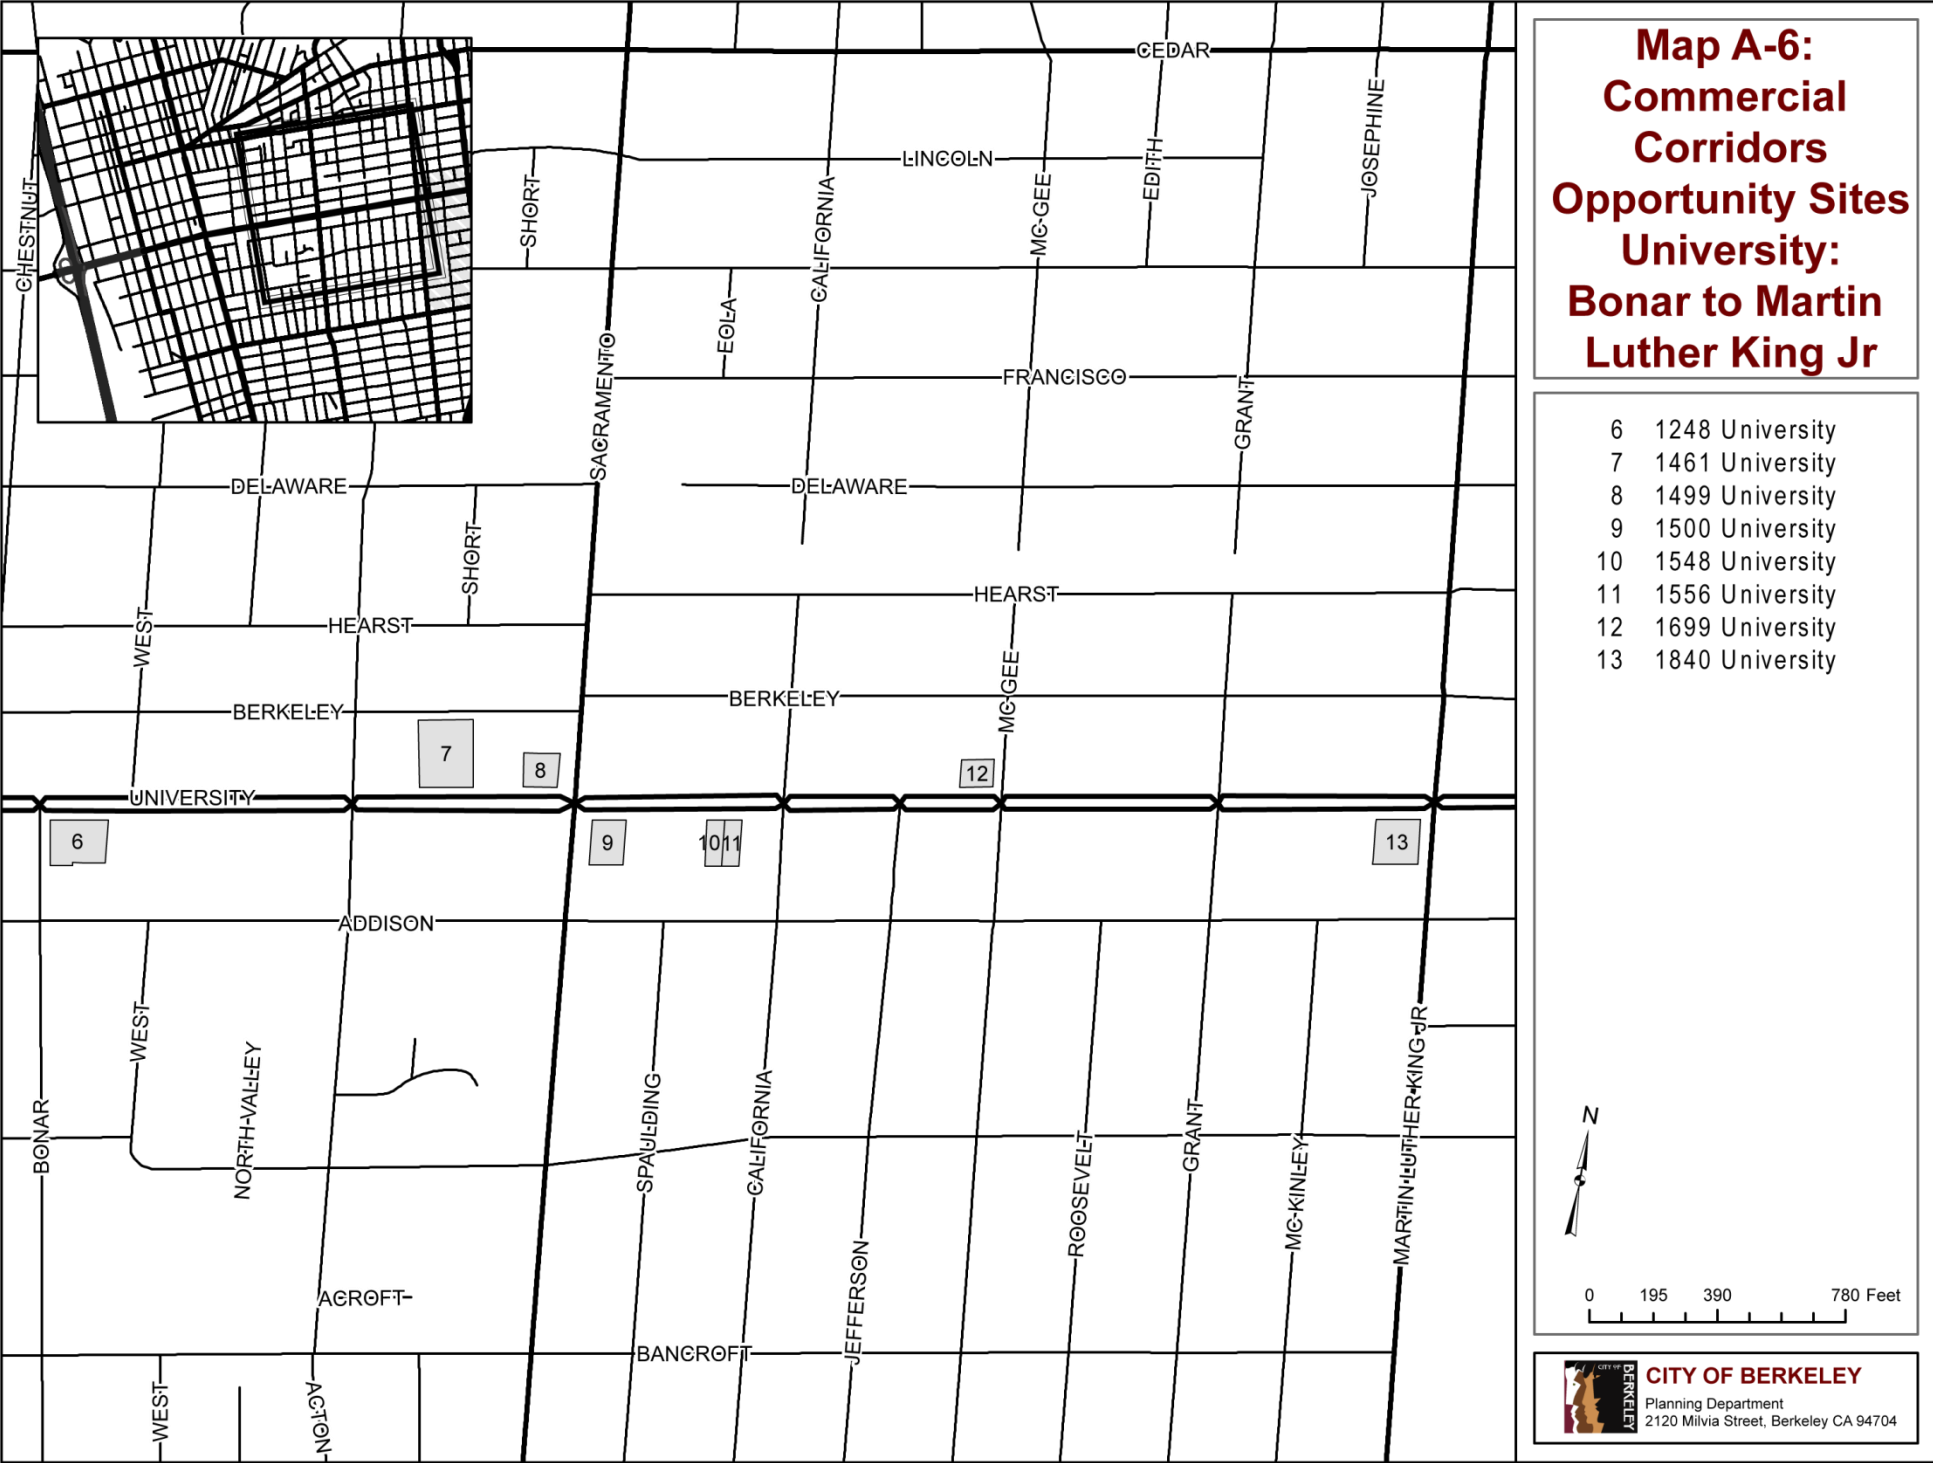 Map A-6:
Commercial
Corridors
Opportunity Sites
University:
Bonar to Martin
Luther King Jr
6 1248 University
7 1461 University
8 1499 University
9 1500 University
10 1548 University
11 1556 University
12 1699 University
13 1840 University
N
0 195 390 780 Feet
CITY OF BERKELEY
Planning Department
2120 Milvia Street, Berkeley CA 94704
CITY OF
BERKELEY
CEDAR
LINCOLN
CHESTNUT
SHORT
CALIFORNIA
MC GEE
EDITH
JOSEPHINE
EOLA
SACRAMENTO
FRANCISCO
GRANT
DELAWARE
DELAWARE
SHORT
HEARST
WEST
HEARST
MC GEE
BERKELEY
BERKELEY
7
8
12
UNIVERSITY
6
9
10
11
13
ADDISON
WEST
NORTH VALLEY
BONAR
SPAULDING
CALIFORNIA
ROOSEVELT
GRANT
MC KINLEY
MARTIN LUTHER KING JR
JEFFERSON
ACROFT
BANCROFT
WEST
ACTON